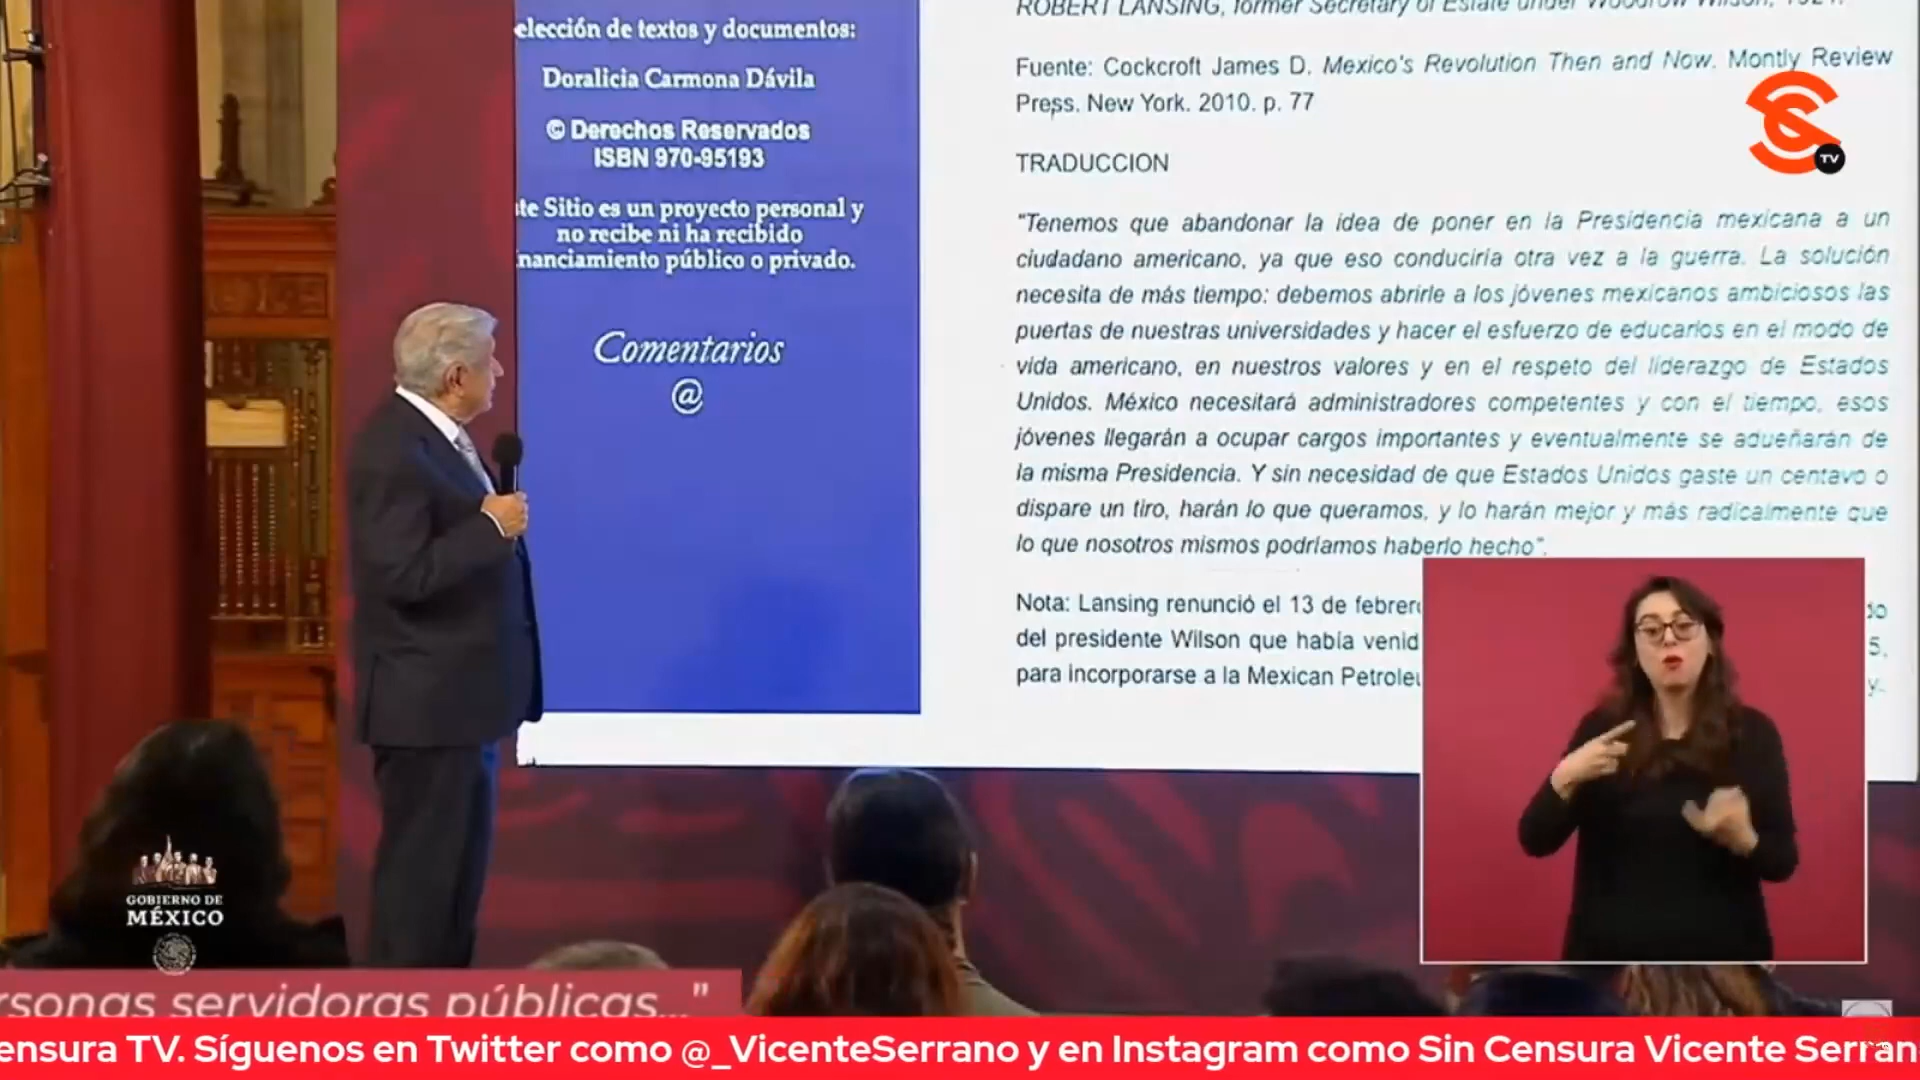 elección de textos y documentos:
Doralicia Carmona Dávila
© Derechos Reservados
ISBN 970-95193
te Sitio es un proyecto personal y
no recibe ni ha recibido
nanciamiento público o privado.
Comentarios
@
ROBERT LANSING, former Secretary of Estate under Woodrow Wilson, 1924.
Fuente: Cockcroft James D. Mexico's Revolution Then and Now. Montly Review
Press. New York. 2010. p. 77
TRADUCCION
"Tenemos que abandonar la idea de poner en la Presidencia mexicana a un
ciudadano americano, ya que eso conduciría otra vez a la guerra. La solución
necesita de más tiempo: debemos abrirle a los jóvenes mexicanos ambiciosos las
puertas de nuestras universidades y hacer el esfuerzo de educarlos en el modo de
vida americano, en nuestros valores y en el respeto del liderazgo de Estados
Unidos. México necesitará administradores competentes y con el tiempo, esos
jóvenes llegarán a ocupar cargos importantes y eventualmente se adueñarán de
la misma Presidencia. Y sin necesidad de que Estados Unidos gaste un centavo o
dispare un tiro, harán lo que queramos, y lo harán mejor y más radicalmente que
lo que nosotros mismos podríamos haberlo hecho".
Nota: Lansing renunció el 13 de febrero
del presidente Wilson que había venid 5,
para incorporarse a la Mexican Petroleu y-
TV
GOBIERNO DE
MÉXICO
rsonas servidoras públicas..."
ensura TV. Síguenos en Twitter como @_VicenteSerrano y en Instagram como Sin Censura Vicente Serran